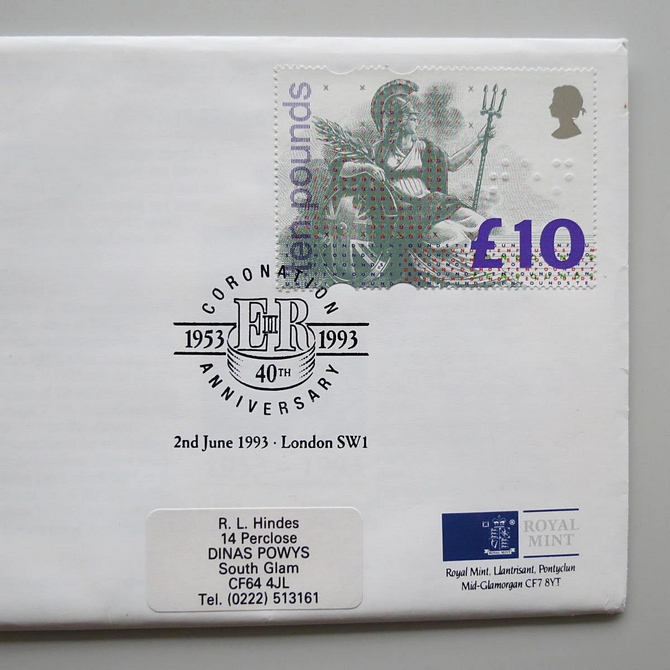 ten pounds
£10
CORONATION
1953 EIIR 1993
40TH
ANNIVERSARY
2nd June 1993 · London SW1
R. L. Hindes
14 Perclose
DINAS POWYS
South Glam
CF64 4JL
Tel. (0222) 513161
ROYAL
MINT
Royal Mint, Llantrisant, Pontyclun
Mid-Glamorgan CF7 8YT